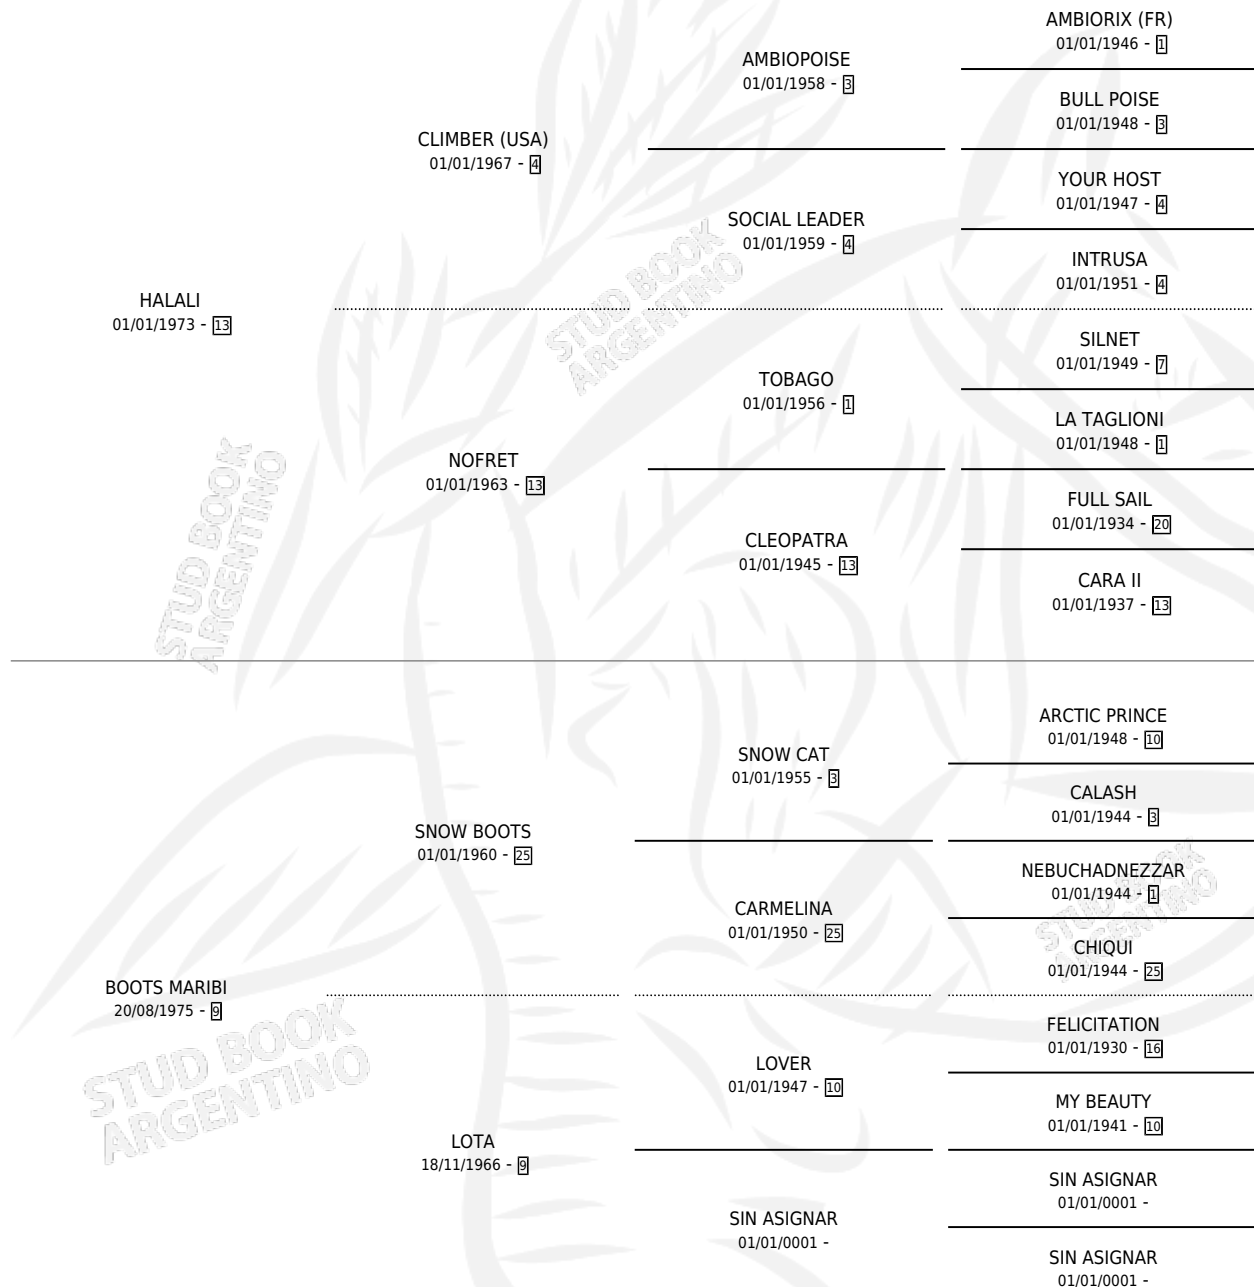 AMBIORIX (FR)
01/01/1946 - 1
AMBIOPOISE
01/01/1958 - 3
BULL POISE
01/01/1948 - 3
CLIMBER (USA)
01/01/1967 - 4
YOUR HOST
01/01/1947 - 4
SOCIAL LEADER
01/01/1959 - 4
INTRUSA
01/01/1951 - 4
HALALI
01/01/1973 - 13
SILNET
01/01/1949 - 7
TOBAGO
01/01/1956 - 1
LA TAGLIONI
01/01/1948 - 1
NOFRET
01/01/1963 - 13
FULL SAIL
01/01/1934 - 20
CLEOPATRA
01/01/1945 - 13
CARA II
01/01/1937 - 13
ARCTIC PRINCE
01/01/1948 - 10
SNOW CAT
01/01/1955 - 3
CALASH
01/01/1944 - 3
SNOW BOOTS
01/01/1960 - 25
NEBUCHADNEZZAR
01/01/1944 - 1
CARMELINA
01/01/1950 - 25
CHIQUI
01/01/1944 - 25
BOOTS MARIBI
20/08/1975 - 9
FELICITATION
01/01/1930 - 16
LOVER
01/01/1947 - 10
MY BEAUTY
01/01/1941 - 10
LOTA
18/11/1966 - 9
SIN ASIGNAR
01/01/0001 -
SIN ASIGNAR
01/01/0001 -
SIN ASIGNAR
01/01/0001 -
STUD BOOK
ARGENTINO
STUD BOOK
ARGENTINO
STUD BOOK
ARGENTINO
STUD BOOK
ARGENTINO